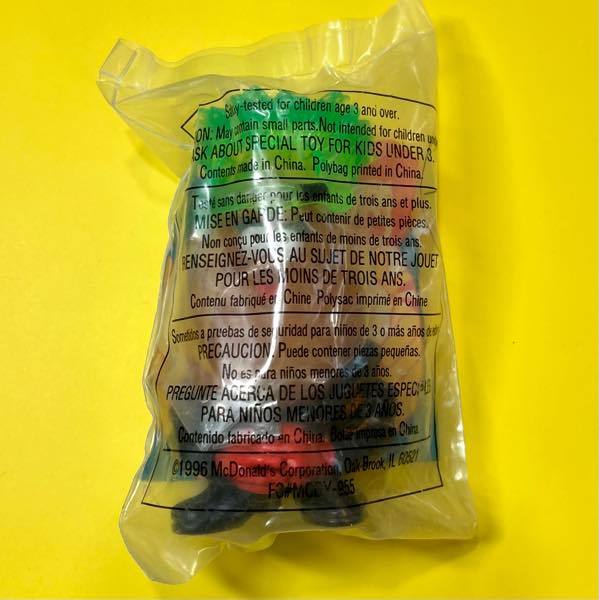 Safety-tested for children age 3 and over.
ON: May contain small parts. Not intended for children und
ASK ABOUT SPECIAL TOY FOR KIDS UNDER 3.
Contents made in China. Polybag printed in China.
Testé sans danger pour les enfants de trois ans et plus.
MISE EN GARDE: Peut contenir de petites pièces.
Non conçu pour les enfants de moins de trois ans.
RENSEIGNEZ-VOUS AU SUJET DE NOTRE JOUET
POUR LES MOINS DE TROIS ANS.
Contenu fabriqué en Chine Polysac imprimé en Chine
Sometidos a pruebas de seguridad para niños de 3 o más años de
PRECAUCION: Puede contener piezas pequeñas.
No es para niños menores de 3 años.
PREGUNTE ACERCA DE LOS JUGUETES ESPECIALES
PARA NIÑOS MENORES DE 3 AÑOS.
Contenido fabricado en China. Bolsa impresa en China.
©1996 McDonald's Corporation, Oak Brook, IL 60521